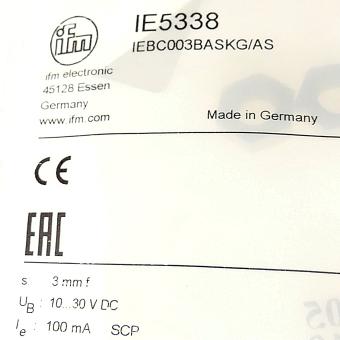 ifm
IE5338
IEBC003BASKG/AS
ifm electronic
45128 Essen
Germany
www.ifm.com
Made in Germany
CE
EAC
s 3 mm f
UB : 10...30 V DC
Ie : 100 mA SCP